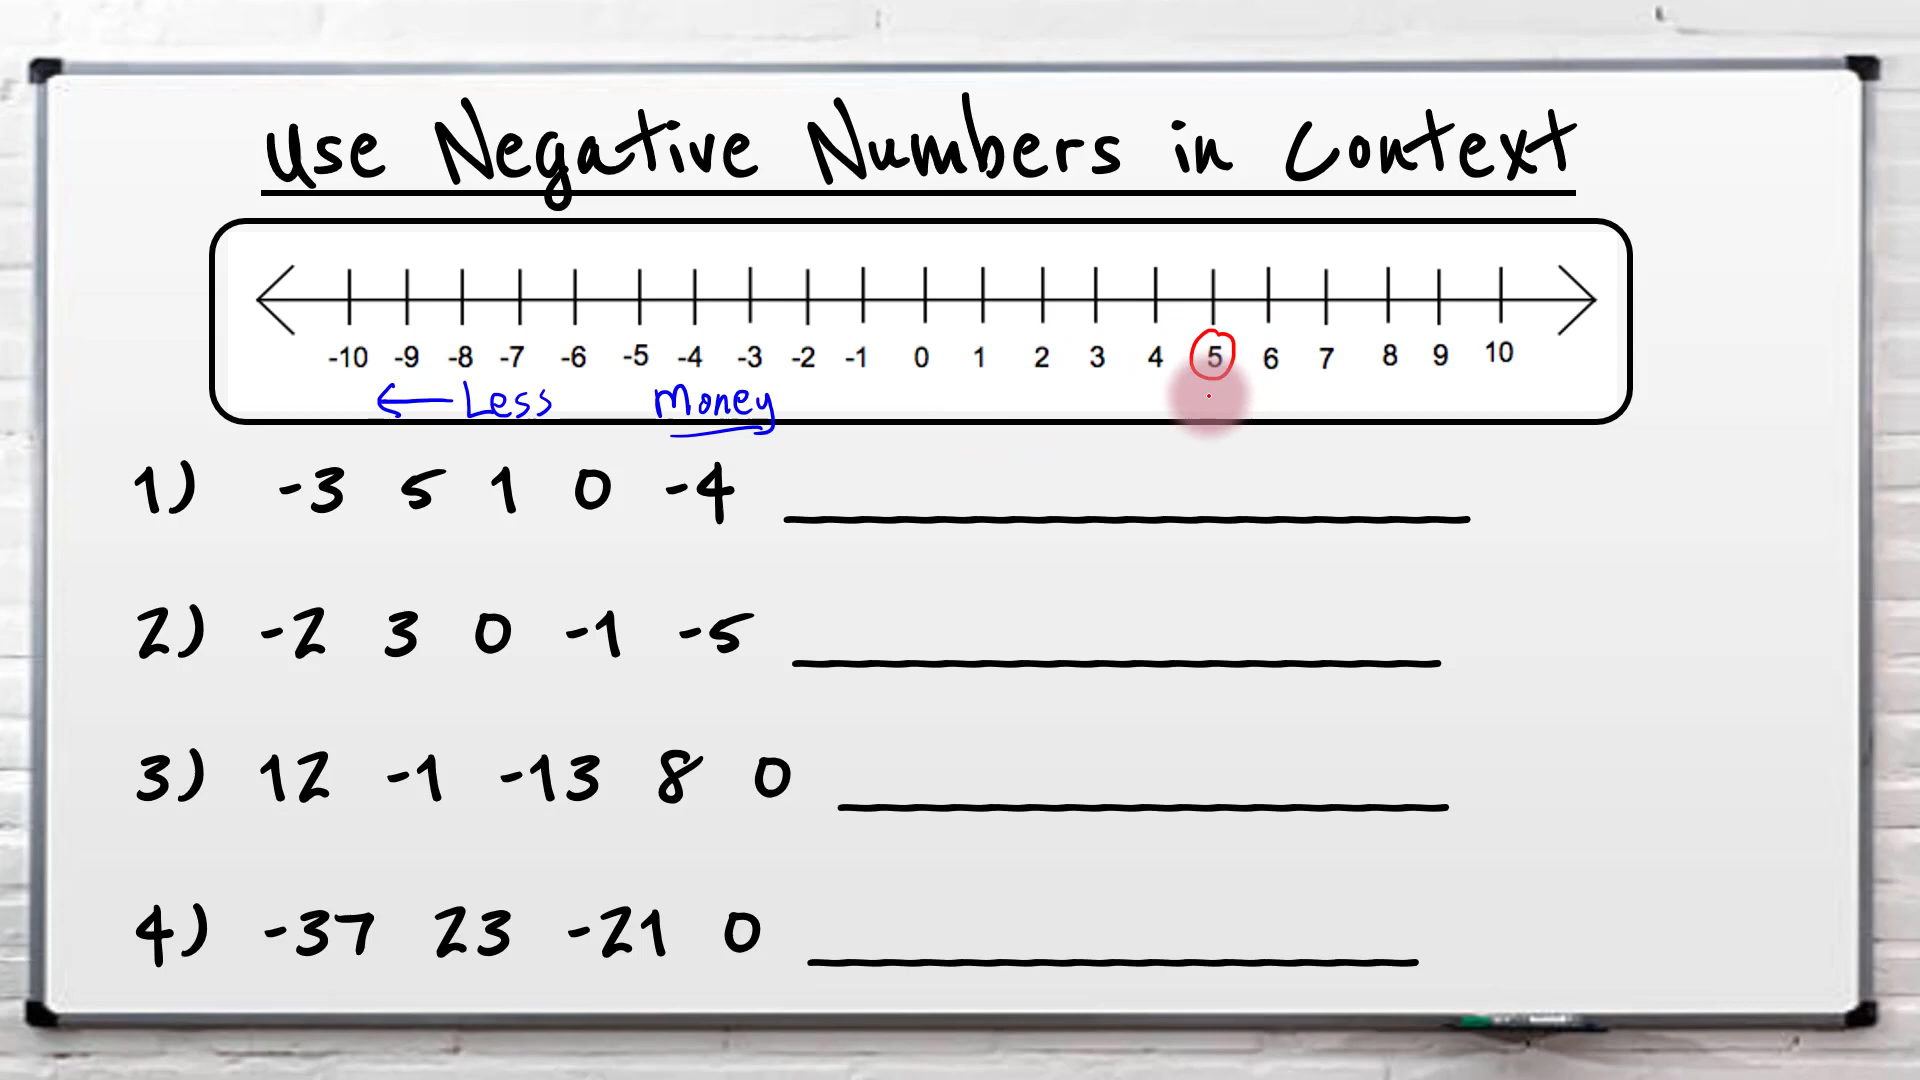 Use Negative Numbers in Context
-10 -9 -8 -7 -6 -5 -4 -3 -2 -1 0 1 2 3 4 5 6 7 8 9 10
← Less Money
1) -3 5 1 0 -4
2) -2 3 0 -1 -5
3) 12 -1 -13 8 0
4) -37 23 -21 0